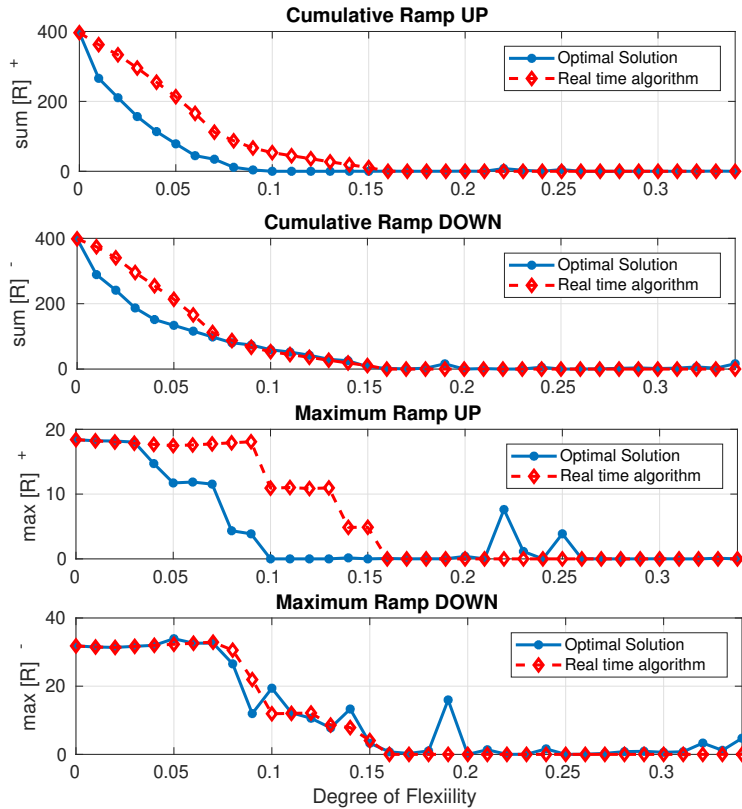 Cumulative Ramp UP
400
200
0
sum [R] +
Optimal Solution
Real time algorithm
0 0.05 0.1 0.15 0.2 0.25 0.3
Cumulative Ramp DOWN
400
200
0
sum [R] -
Optimal Solution
Real time algorithm
0 0.05 0.1 0.15 0.2 0.25 0.3
Maximum Ramp UP
20
10
0
max [R] +
Optimal Solution
Real time algorithm
0 0.05 0.1 0.15 0.2 0.25 0.3
Maximum Ramp DOWN
40
20
0
max [R] -
Optimal Solution
Real time algorithm
0 0.05 0.1 0.15 0.2 0.25 0.3
Degree of Flexiility